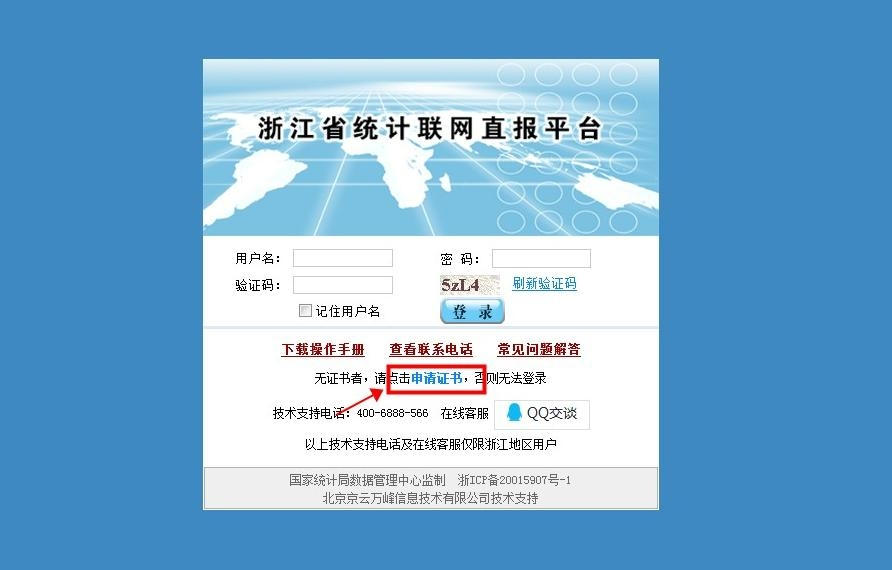 浙江省统计联网直报平台
用户名： 密 码：
验证码： 5zL4 刷新验证码
记住用户名 登 录
下载操作手册 查看联系电话 常见问题解答
无证书者，请点击申请证书，否则无法登录
技术支持电话：400-6888-566 在线客服 QQ交谈
以上技术支持电话及在线客服仅限浙江地区用户
国家统计局数据管理中心监制 浙ICP备20015907号-1
北京京云万峰信息技术有限公司技术支持